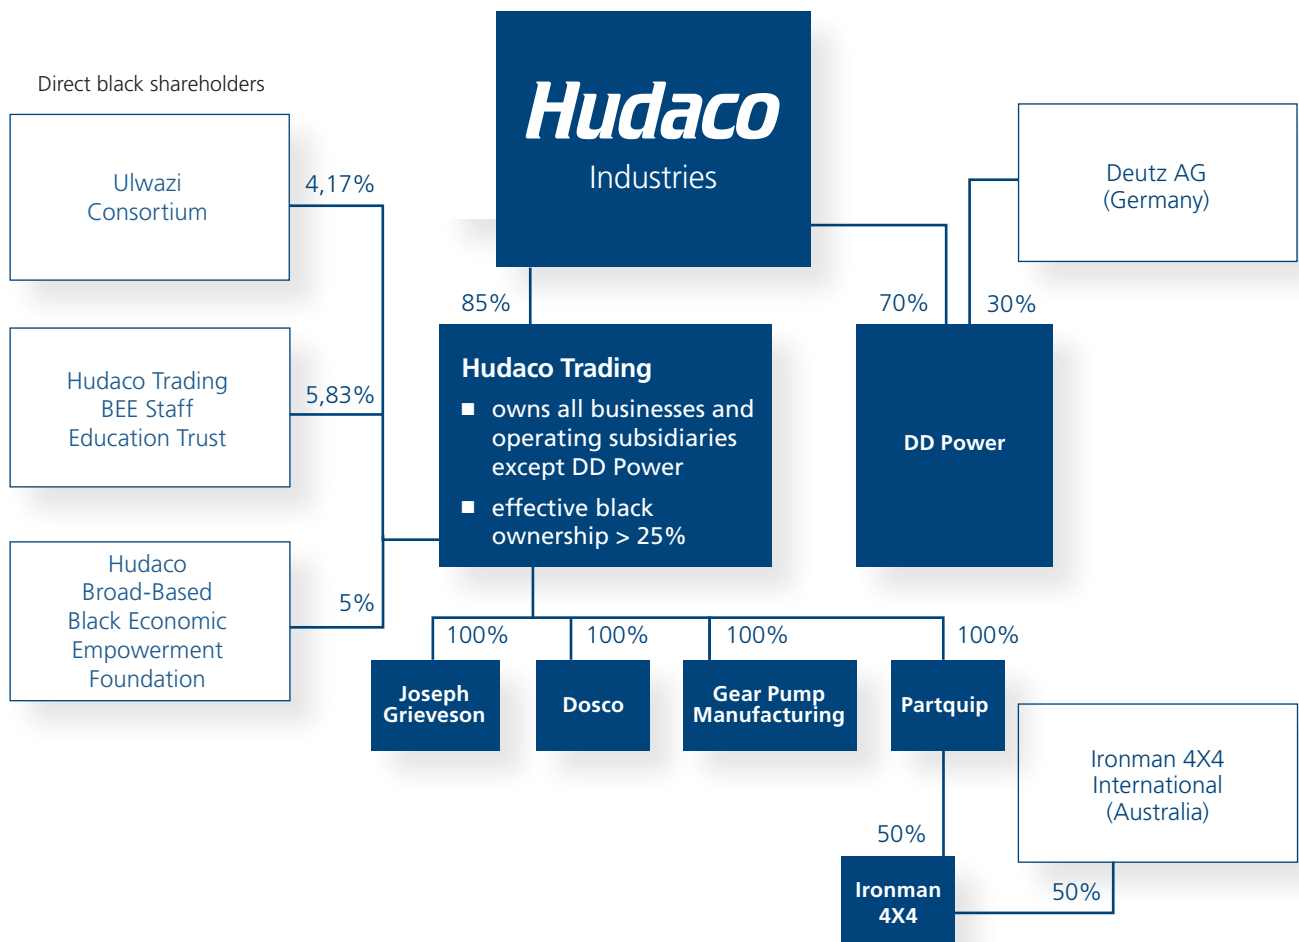 Hudaco
Industries
Direct black shareholders
Ulwazi
Consortium
4,17%
Hudaco Trading
BEE Staff
Education Trust
5,83%
Hudaco
Broad-Based
Black Economic
Empowerment
Foundation
5%
85%
Hudaco Trading
■ owns all businesses and
operating subsidiaries
except DD Power
■ effective black
ownership > 25%
Deutz AG
(Germany)
70%
30%
DD Power
100%
100%
100%
100%
Joseph
Grieveson
Dosco
Gear Pump
Manufacturing
Partquip
Ironman 4X4
International
(Australia)
50%
50%
Ironman
4X4